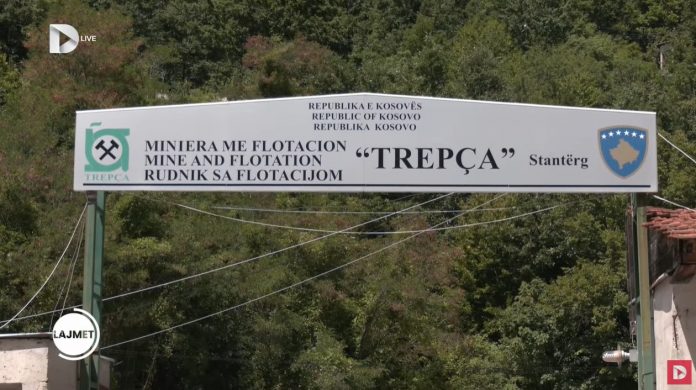 LIVE
REPUBLIKA E KOSOVËS
REPUBLIC OF KOSOVO
REPUBLIKA KOSOVO
MINIERA ME FLOTACION
MINE AND FLOTATION
RUDNIK SA FLOTACIJOM
"TREPÇA" Stantërg
TREPÇA
LAJMET